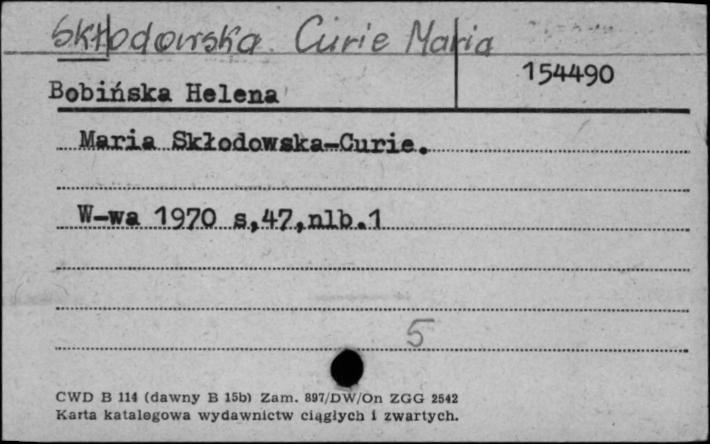 Skłodowska Curie Maria
154490
Bobińska Helena
Maria Skłodowska-Curie.
W-wa 1970 s,47,nlb.1
5
CWD B 114 (dawny B 15b) Zam. 897/DW/On ZGG 2542
Karta katalogowa wydawnictw ciągłych i zwartych.